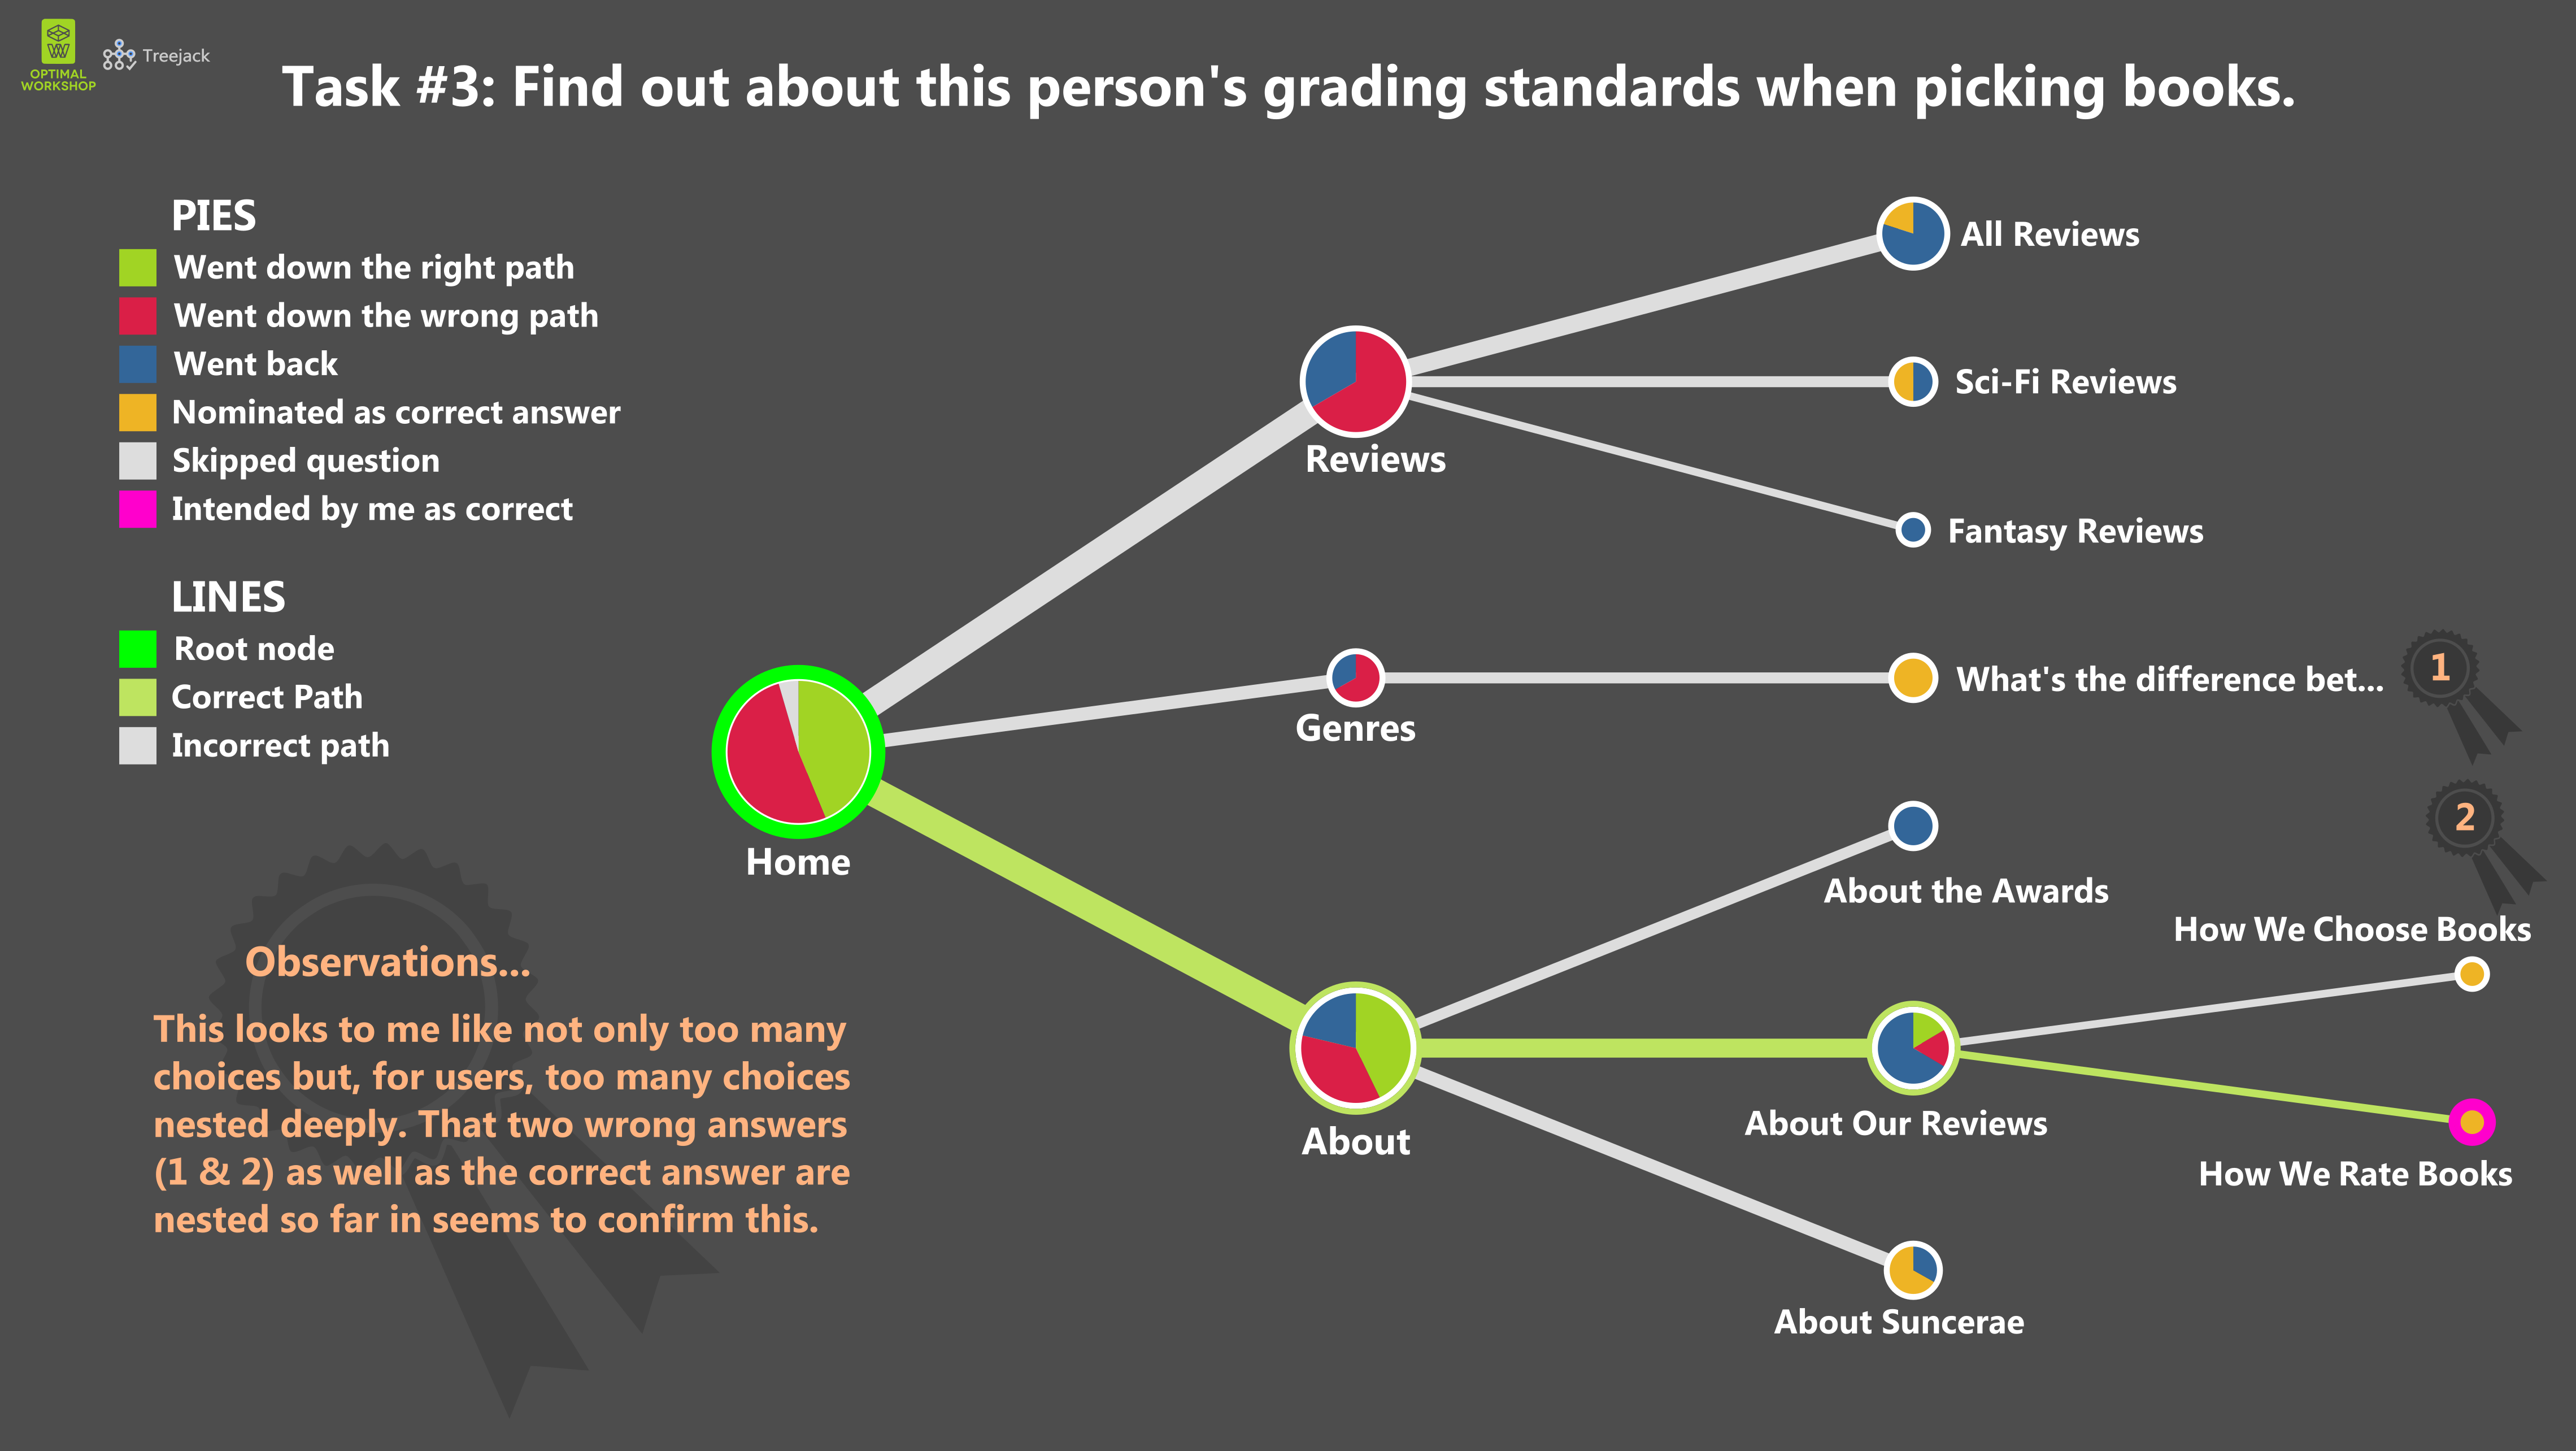 OPTIMAL
WORKSHOP
Treejack
Task #3: Find out about this person's grading standards when picking books.
PIES
Went down the right path
Went down the wrong path
Went back
Nominated as correct answer
Skipped question
Intended by me as correct
LINES
Root node
Correct Path
Incorrect path
Observations...
This looks to me like not only too many
choices but, for users, too many choices
nested deeply. That two wrong answers
(1 & 2) as well as the correct answer are
nested so far in seems to confirm this.
Home
Reviews
Genres
About
All Reviews
Sci-Fi Reviews
Fantasy Reviews
What's the difference bet...
1
2
About the Awards
How We Choose Books
About Our Reviews
How We Rate Books
About Suncerae